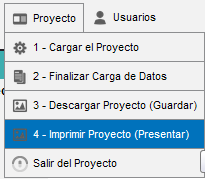 Proyecto Usuarios
1 - Cargar el Proyecto
2 - Finalizar Carga de Datos
3 - Descargar Proyecto (Guardar)
4 - Imprimir Proyecto (Presentar)
Salir del Proyecto